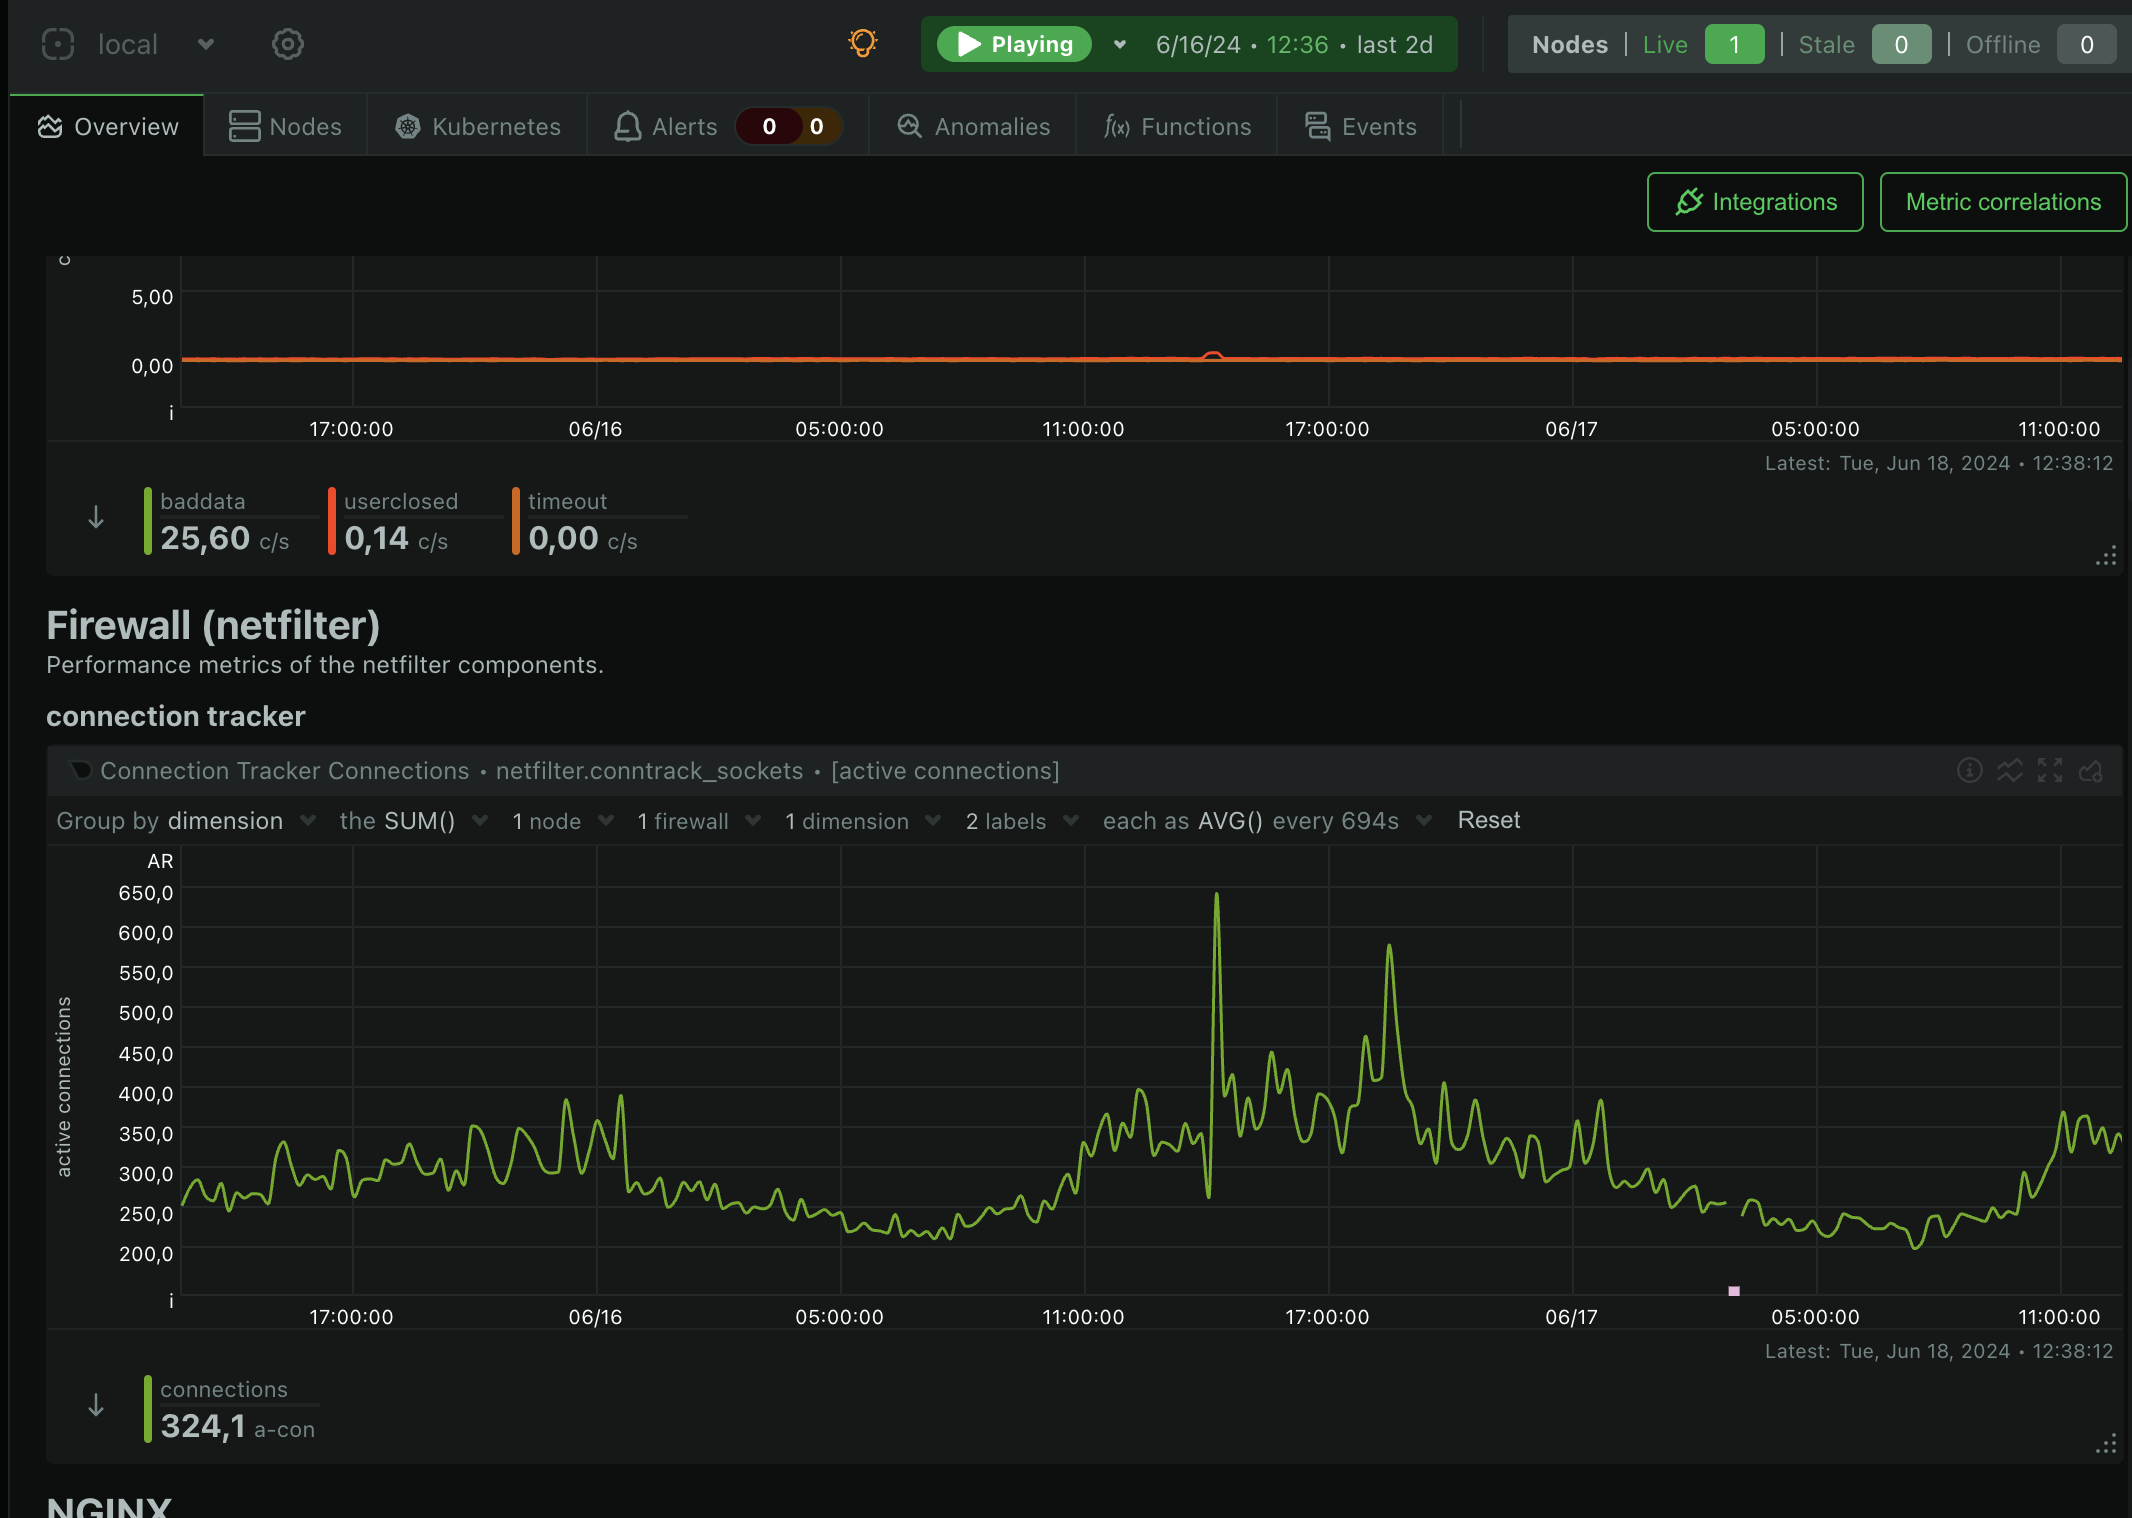 local
Playing 6/16/24 • 12:36 • last 2d
Nodes | Live 1 | Stale 0 | Offline 0
Overview
Nodes
Kubernetes
Alerts 0 0
Anomalies
f(x) Functions
Events
Integrations
Metric correlations
5,00
0,00
i
17:00:00 06/16 05:00:00 11:00:00 17:00:00 06/17 05:00:00 11:00:00
Latest: Tue, Jun 18, 2024 • 12:38:12
baddata userclosed timeout
25,60 c/s 0,14 c/s 0,00 c/s
Firewall (netfilter)
Performance metrics of the netfilter components.
connection tracker
Connection Tracker Connections • netfilter.conntrack_sockets • [active connections]
Group by dimension the SUM() 1 node 1 firewall 1 dimension 2 labels each as AVG() every 694s Reset
AR
650,0
600,0
550,0
500,0
450,0
400,0
350,0
300,0
250,0
200,0
i
active connections
17:00:00 06/16 05:00:00 11:00:00 17:00:00 06/17 05:00:00 11:00:00
Latest: Tue, Jun 18, 2024 • 12:38:12
connections
324,1 a-con
NGINX